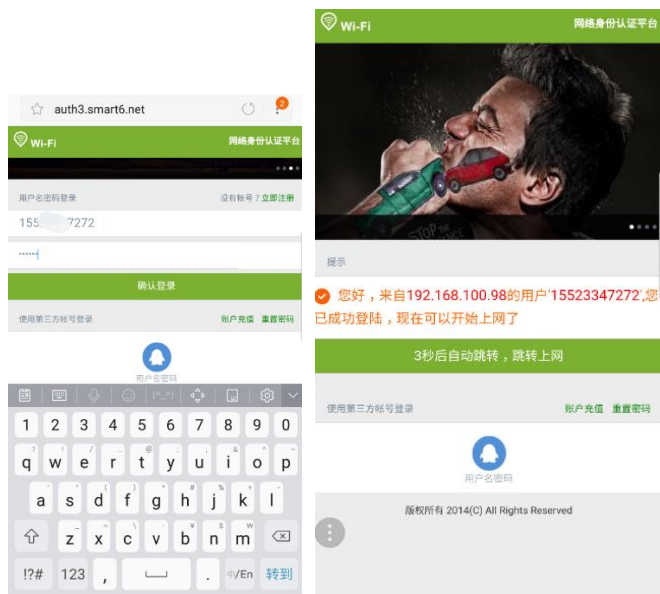 auth3.smart6.net
2
Wi-Fi
网络身份认证平台
用户名密码登录
没有帐号？立即注册
155 7272
······
确认登录
使用第三方帐号登录
账户充值 重置密码
用户名密码
1 2 3 4 5 6 7 8 9 0
q w e r t y u i o p
a s d f g h j k l
z x c v b n m
!?# 123 , . 中/En 转到
Wi-Fi
网络身份认证平台
STOP THE
提示
您好，来自192.168.100.98的用户'15523347272',您
已成功登陆，现在可以开始上网了
3秒后自动跳转，跳转上网
使用第三方帐号登录
账户充值 重置密码
用户名密码
版权所有 2014(C) All Rights Reserved